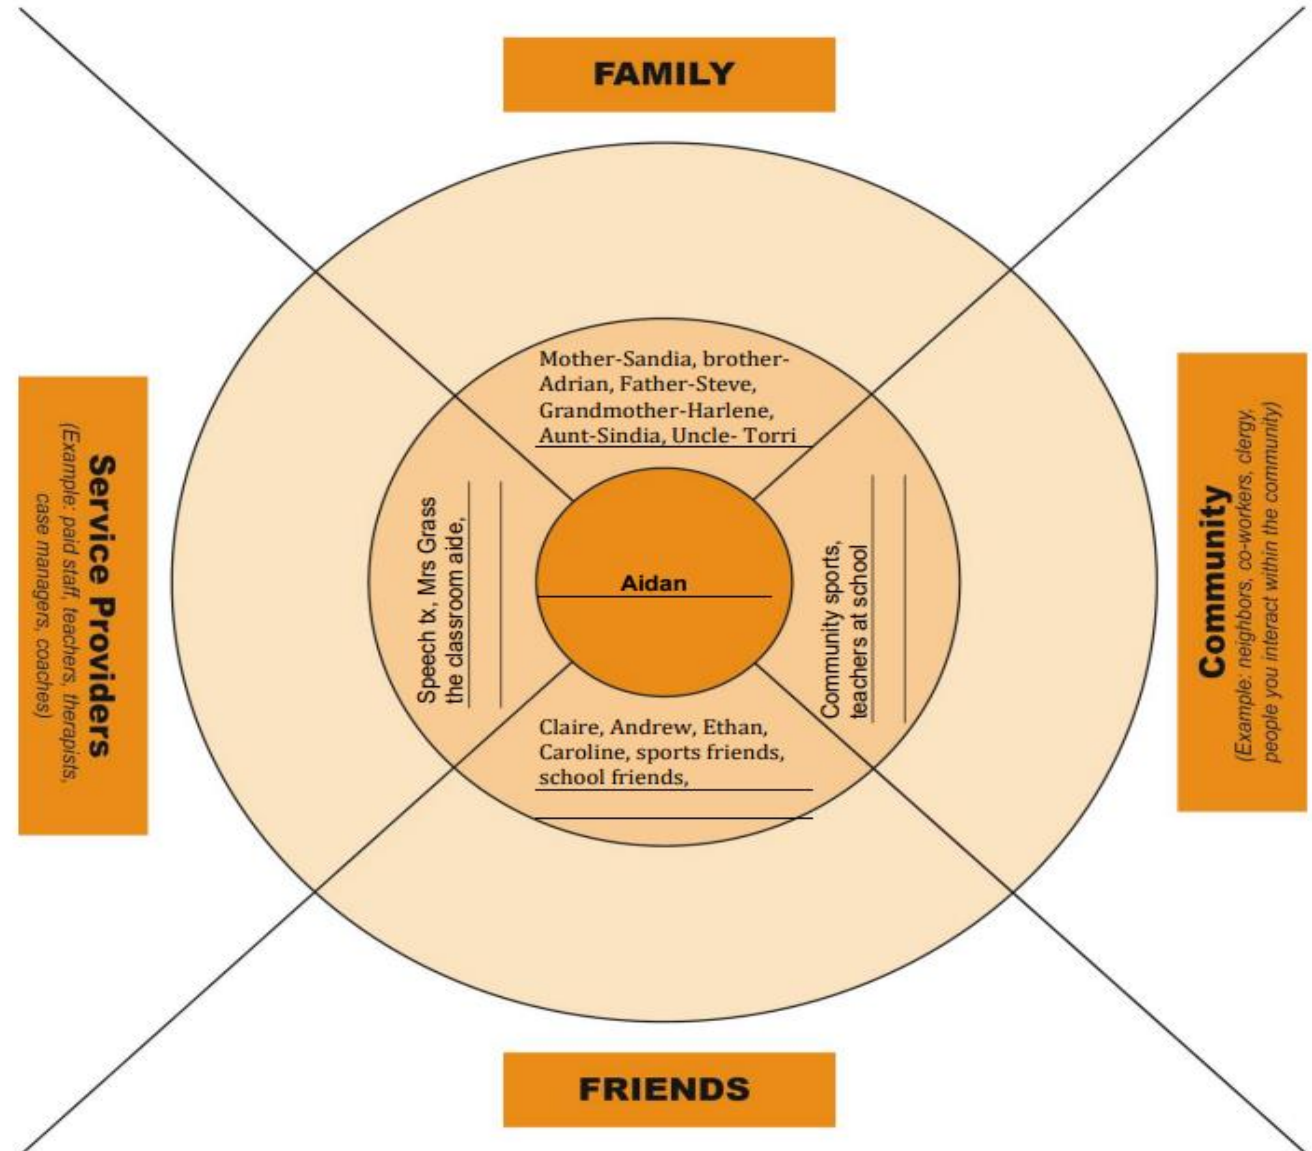 FAMILY
Mother-Sandia, brother-
Adrian, Father-Steve,
Grandmother-Harlene,
Aunt-Sindia, Uncle- Torri
Service Providers
(Example: paid staff, teachers, therapists,
case managers, coaches)
Speech tx, Mrs Grass
the classroom aide,
Aidan
Community sports,
teachers at school
Community
(Example: neighbors, co-workers, clergy,
people you interact within the community)
Claire, Andrew, Ethan,
Caroline, sports friends,
school friends,
FRIENDS